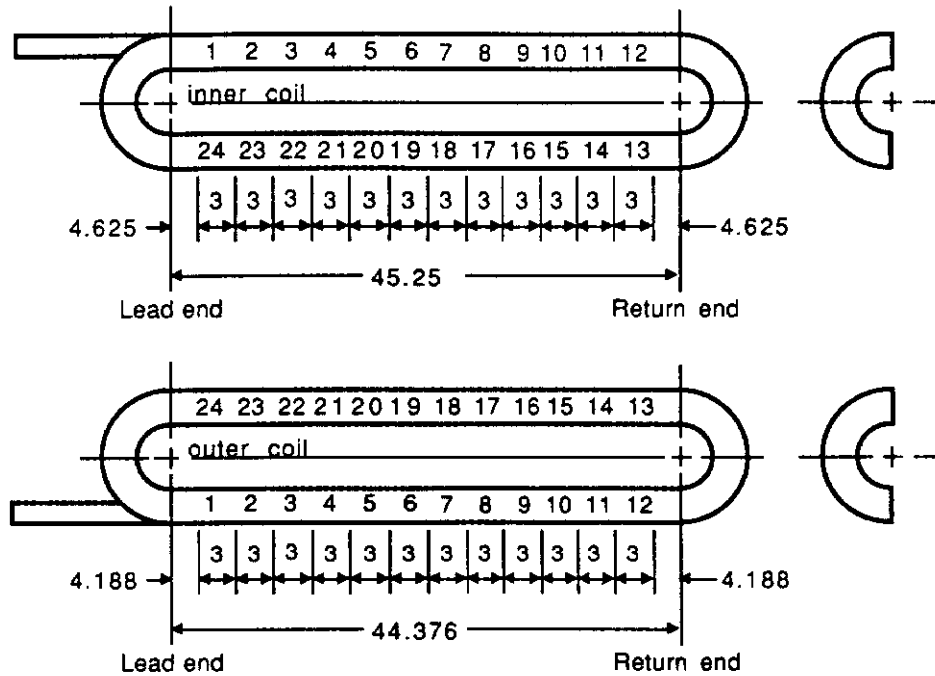 1 2 3 4 5 6 7 8 9 10 11 12
inner coil
24 23 22 21 20 19 18 17 16 15 14 13
3 3 3 3 3 3 3 3 3 3 3 3
4.625 4.625
45.25
Lead end Return end
24 23 22 21 20 19 18 17 16 15 14 13
outer coil
1 2 3 4 5 6 7 8 9 10 11 12
3 3 3 3 3 3 3 3 3 3 3 3
4.188 4.188
44.376
Lead end Return end